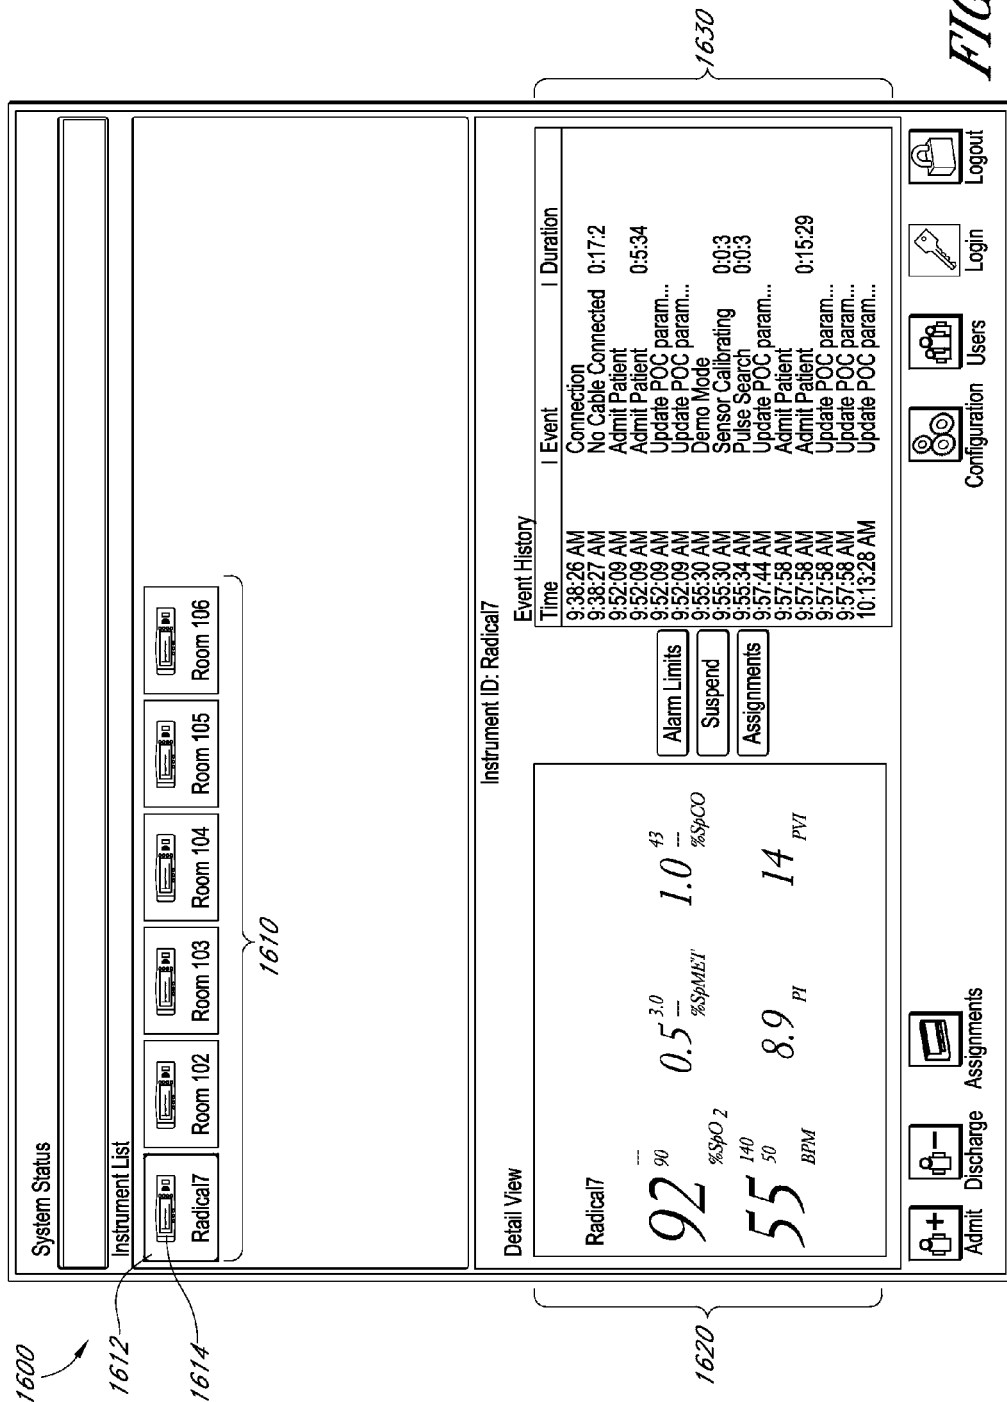 1600
System Status
Instrument List
1612
1614
Radical7
Room 102
Room 103
Room 104
Room 105
Room 106
1610
Instrument ID: Radical7
Detail View
1620
Radical7
92 --- 90 %SpO2
0.5 3.0 -- %SpMET
1.0 43 -- %SpCO
55 140 50 BPM
8.9 PI
14 PVI
Alarm Limits
Suspend
Assignments
Event History
1630
Time | Event | Duration
9:38:26 AM Connection
9:38:27 AM No Cable Connected 0:17:2
9:52:09 AM Admit Patient
9:52:09 AM Admit Patient 0:5:34
9:52:09 AM Update POC param...
9:52:09 AM Update POC param...
9:55:30 AM Demo Mode
9:55:30 AM Sensor Calibrating 0:0:3
9:55:34 AM Pulse Search 0:0:3
9:57:44 AM Update POC param...
9:57:58 AM Admit Patient
9:57:58 AM Admit Patient 0:15:29
9:57:58 AM Update POC param...
9:57:58 AM Update POC param...
10:13:28 AM Update POC param...
Admit
Discharge
Assignments
Configuration
Users
Login
Logout
FIG